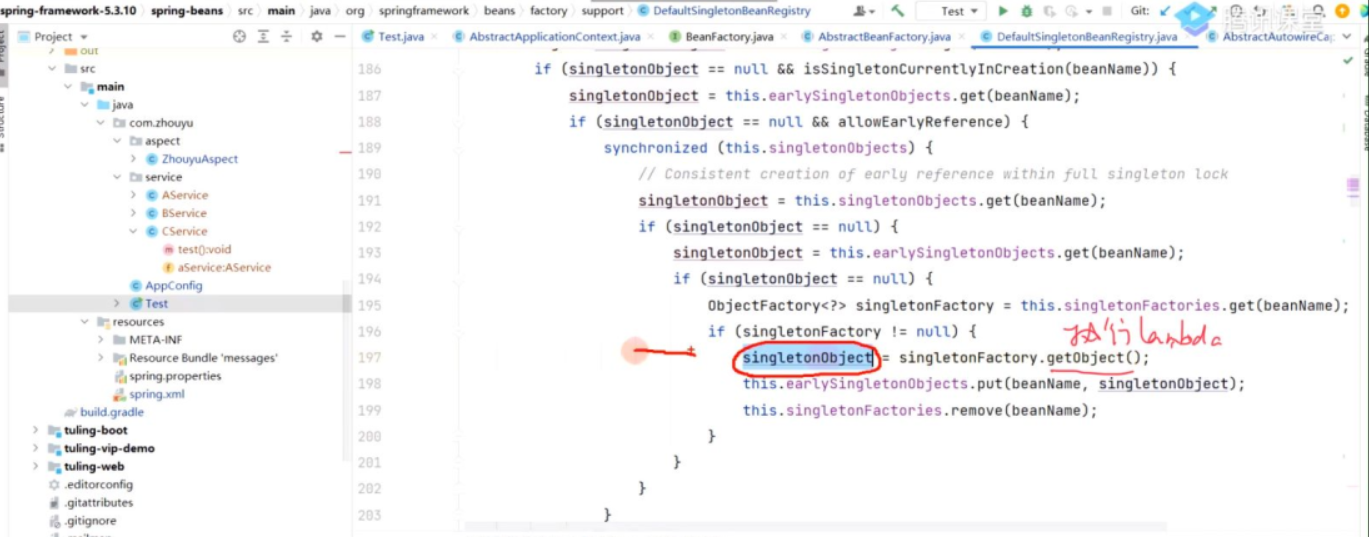 spring-framework-5.3.10 > spring-beans > src > main > java > org > springframework > beans > factory > support > DefaultSingletonBeanRegistry
Test
Git:
腾讯课堂
Project
Test.java
AbstractApplicationContext.java
BeanFactory.java
AbstractBeanFactory.java
DefaultSingletonBeanRegistry.java
AbstractAutowireCap
out
src
main
java
com.zhouyu
aspect
ZhouyuAspect
service
AService
BService
CService
test():void
aService:AService
AppConfig
Test
resources
META-INF
Resource Bundle 'messages'
spring.properties
spring.xml
build.gradle
tuling-boot
tuling-vip-demo
tuling-web
.editorconfig
.gitattributes
.gitignore
186 if (singletonObject == null && isSingletonCurrentlyInCreation(beanName)) {
187 singletonObject = this.earlySingletonObjects.get(beanName);
188 if (singletonObject == null && allowEarlyReference) {
189 synchronized (this.singletonObjects) {
190 // Consistent creation of early reference within full singleton lock
191 singletonObject = this.singletonObjects.get(beanName);
192 if (singletonObject == null) {
193 singletonObject = this.earlySingletonObjects.get(beanName);
194 if (singletonObject == null) {
195 ObjectFactory<?> singletonFactory = this.singletonFactories.get(beanName);
196 if (singletonFactory != null) {
执行lambda
197 singletonObject = singletonFactory.getObject();
198 this.earlySingletonObjects.put(beanName, singletonObject);
199 this.singletonFactories.remove(beanName);
200 }
201 }
202 }
203 }